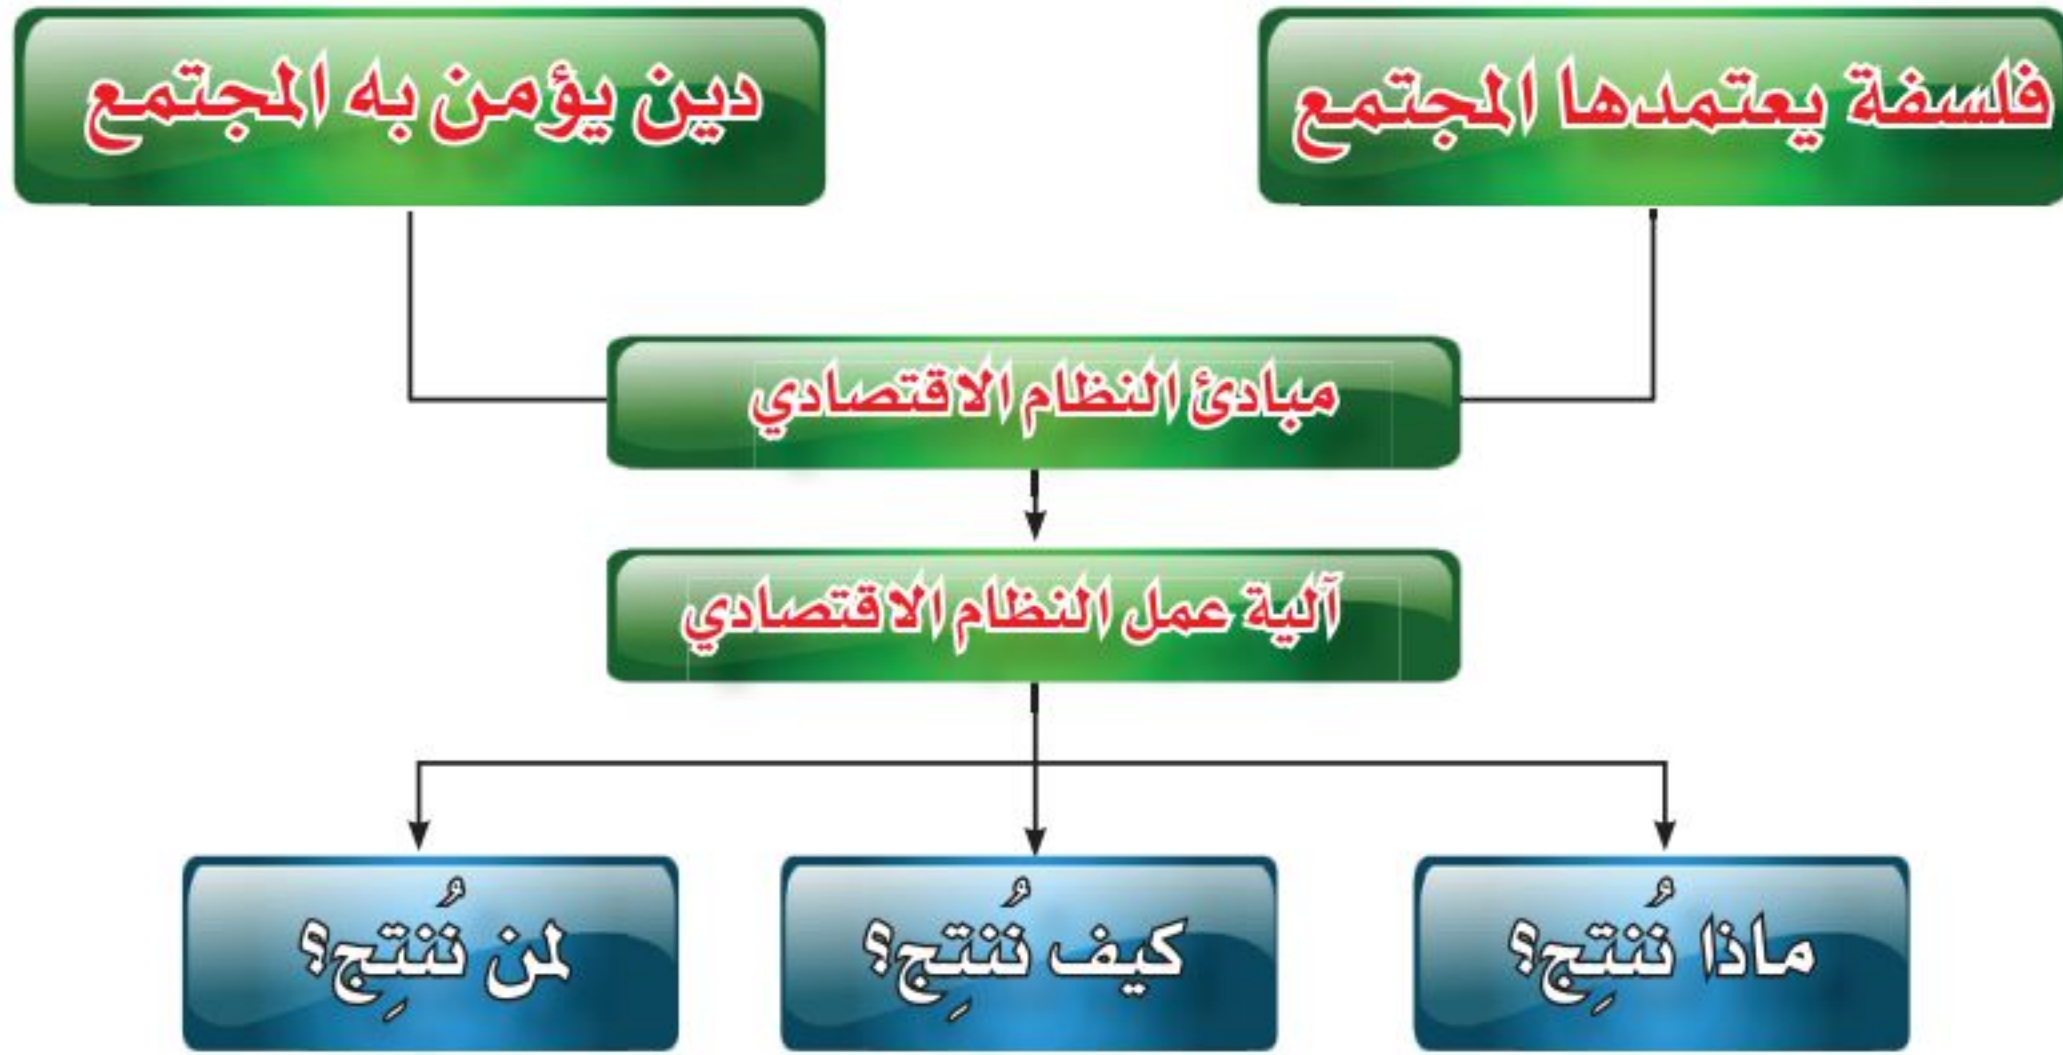 فلسفة يعتمدها المجتمع
دين يؤمن به المجتمع
مبادئ النظام الاقتصادي
آلية عمل النظام الاقتصادي
ماذا نُنتِج؟
كيف نُنتِج؟
لمن نُنتِج؟